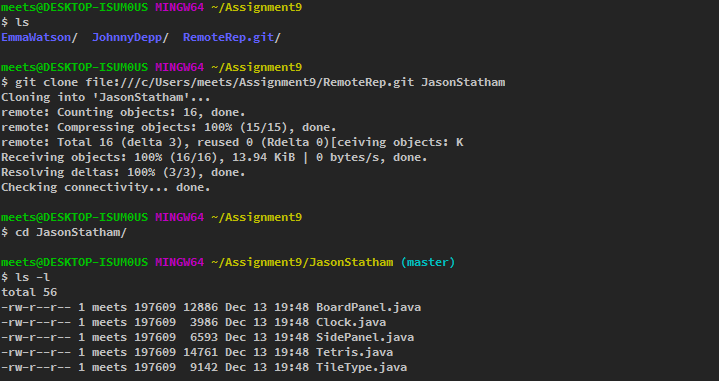 meets@DESKTOP-ISUM0US MINGW64 ~/Assignment9
$ ls
EmmaWatson/  JohnnyDepp/  RemoteRep.git/
meets@DESKTOP-ISUM0US MINGW64 ~/Assignment9
$ git clone file:///c/Users/meets/Assignment9/RemoteRep.git JasonStatham
Cloning into 'JasonStatham'...
remote: Counting objects: 16, done.
remote: Compressing objects: 100% (15/15), done.
remote: Total 16 (delta 3), reused 0 (Rdelta 0)[ceiving objects: K
Receiving objects: 100% (16/16), 13.94 KiB | 0 bytes/s, done.
Resolving deltas: 100% (3/3), done.
Checking connectivity... done.
meets@DESKTOP-ISUM0US MINGW64 ~/Assignment9
$ cd JasonStatham/
meets@DESKTOP-ISUM0US MINGW64 ~/Assignment9/JasonStatham (master)
$ ls -l
total 56
-rw-r--r-- 1 meets 197609 12886 Dec 13 19:48 BoardPanel.java
-rw-r--r-- 1 meets 197609  3986 Dec 13 19:48 Clock.java
-rw-r--r-- 1 meets 197609  6593 Dec 13 19:48 SidePanel.java
-rw-r--r-- 1 meets 197609 14761 Dec 13 19:48 Tetris.java
-rw-r--r-- 1 meets 197609  9142 Dec 13 19:48 TileType.java